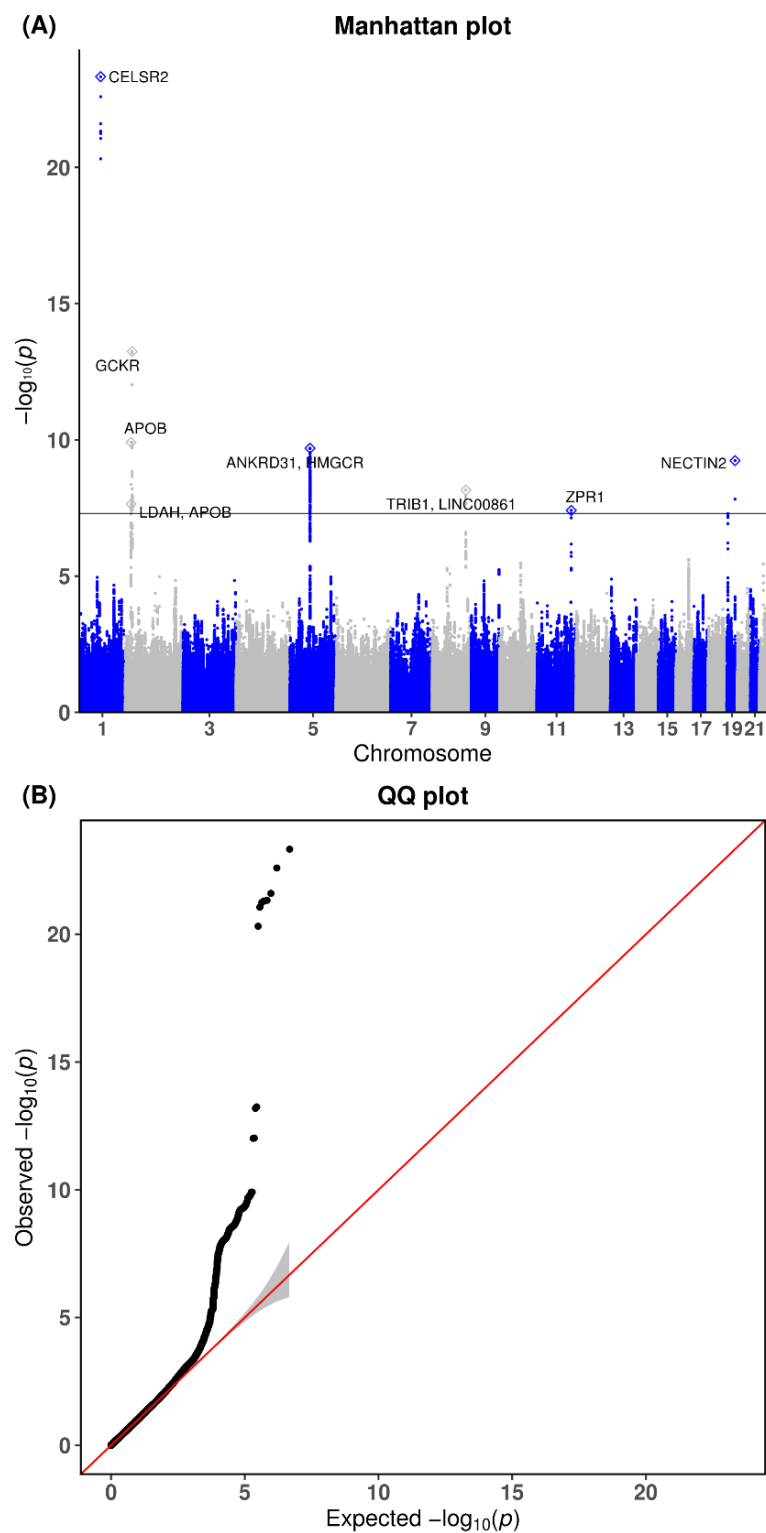 (A) Manhattan plot
CELSR2
20
15
GCKR
APOB
10
ANKRD31, HMGCR
NECTIN2
TRIB1, LINC00861
ZPR1
LDAH, APOB
5
0
−log10(p)
1 3 5 7 9 11 13 15 17 19 21
Chromosome
(B) QQ plot
20
15
10
5
0
Observed −log10(p)
0 5 10 15 20
Expected −log10(p)